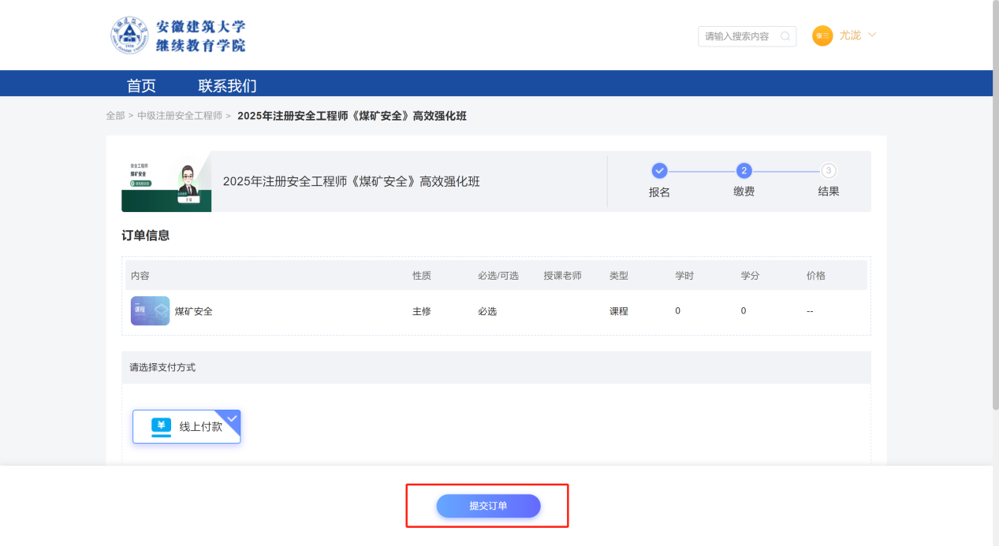 安徽建筑大学
继续教育学院
请输入搜索内容
张三
尤泷
首页 联系我们
全部 > 中级注册安全工程师 > 2025年注册安全工程师《煤矿安全》高效强化班
安全工程师
煤矿安全
2025年注册安全工程师《煤矿安全》高效强化班
2 3
报名 缴费 结果
订单信息
内容 性质 必选/可选 授课老师 类型 学时 学分 价格
课程
煤矿安全 主修 必选 课程 0 0 --
请选择支付方式
¥ 线上付款
提交订单